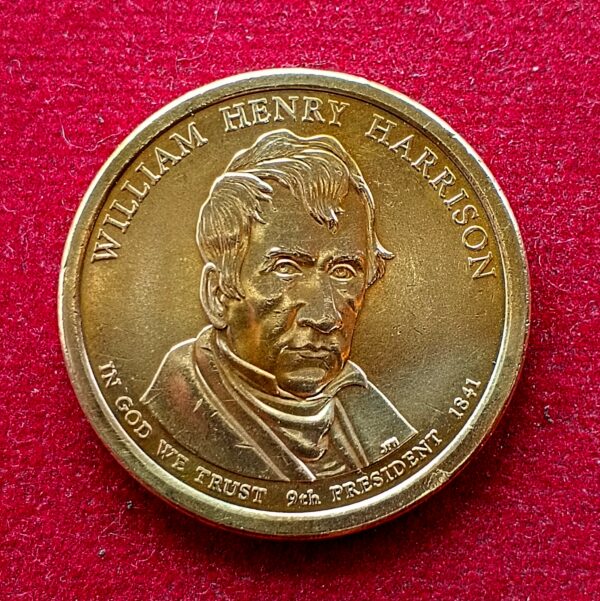 WILLIAM HENRY HARRISON
IN GOD WE TRUST 9th PRESIDENT 1841